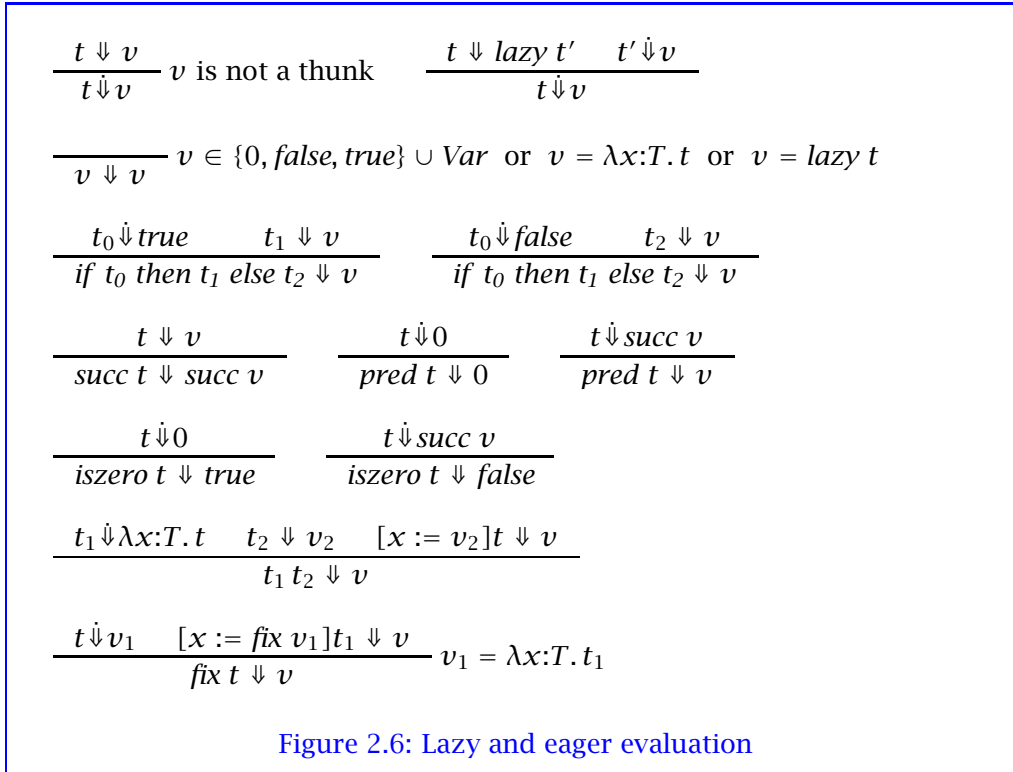 t ⇓ v
t ⇓̇ v
v is not a thunk
t ⇓ lazy t′ t′ ⇓̇ v
t ⇓̇ v
v ⇓ v
v ∈ {0, false, true} ∪ Var or v = λx:T. t or v = lazy t
t₀ ⇓̇ true t₁ ⇓ v
if t₀ then t₁ else t₂ ⇓ v
t₀ ⇓̇ false t₂ ⇓ v
if t₀ then t₁ else t₂ ⇓ v
t ⇓ v
succ t ⇓ succ v
t ⇓̇ 0
pred t ⇓ 0
t ⇓̇ succ v
pred t ⇓ v
t ⇓̇ 0
iszero t ⇓ true
t ⇓̇ succ v
iszero t ⇓ false
t₁ ⇓̇ λx:T. t t₂ ⇓ v₂ [x := v₂]t ⇓ v
t₁ t₂ ⇓ v
t ⇓̇ v₁ [x := fix v₁]t₁ ⇓ v
fix t ⇓ v
v₁ = λx:T. t₁
Figure 2.6: Lazy and eager evaluation